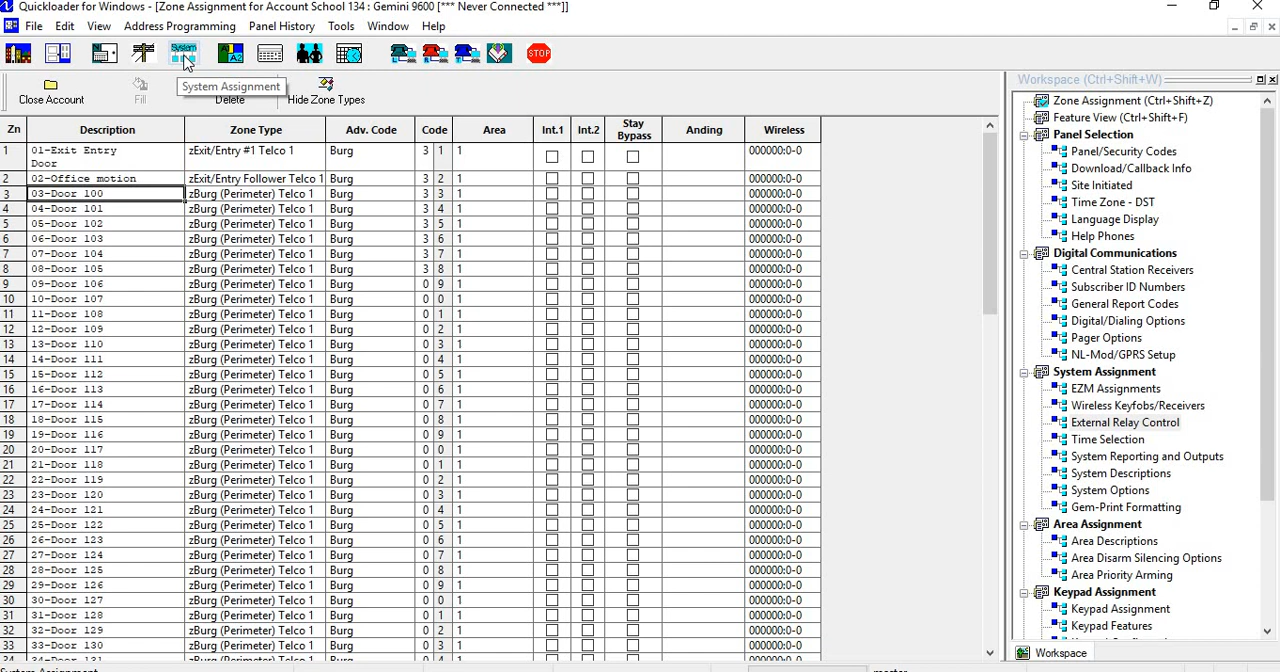 Quickloader for Windows - [Zone Assignment for Account School 134 : Gemini 9600 [*** Never Connected ***]]
File Edit View Address Programming Panel History Tools Window Help
System
STOP
System Assignment
Close Account Fill Delete Hide Zone Types
Zn Description Zone Type Adv. Code Code Area Int.1 Int.2 Stay Bypass Anding Wireless
1 01-Exit Entry Door zExit/Entry #1 Telco 1 Burg 3 1 1 000000:0-0
2 02-Office motion zExit/Entry Follower Telco 1 Burg 3 2 1 000000:0-0
3 03-Door 100 zBurg (Perimeter) Telco 1 Burg 3 3 1 000000:0-0
4 04-Door 101 zBurg (Perimeter) Telco 1 Burg 3 4 1 000000:0-0
5 05-Door 102 zBurg (Perimeter) Telco 1 Burg 3 5 1 000000:0-0
6 06-Door 103 zBurg (Perimeter) Telco 1 Burg 3 6 1 000000:0-0
7 07-Door 104 zBurg (Perimeter) Telco 1 Burg 3 7 1 000000:0-0
8 08-Door 105 zBurg (Perimeter) Telco 1 Burg 3 8 1 000000:0-0
9 09-Door 106 zBurg (Perimeter) Telco 1 Burg 0 9 1 000000:0-0
10 10-Door 107 zBurg (Perimeter) Telco 1 Burg 0 0 1 000000:0-0
11 11-Door 108 zBurg (Perimeter) Telco 1 Burg 0 1 1 000000:0-0
12 12-Door 109 zBurg (Perimeter) Telco 1 Burg 0 2 1 000000:0-0
13 13-Door 110 zBurg (Perimeter) Telco 1 Burg 0 3 1 000000:0-0
14 14-Door 111 zBurg (Perimeter) Telco 1 Burg 0 4 1 000000:0-0
15 15-Door 112 zBurg (Perimeter) Telco 1 Burg 0 5 1 000000:0-0
16 16-Door 113 zBurg (Perimeter) Telco 1 Burg 0 6 1 000000:0-0
17 17-Door 114 zBurg (Perimeter) Telco 1 Burg 0 7 1 000000:0-0
18 18-Door 115 zBurg (Perimeter) Telco 1 Burg 0 8 1 000000:0-0
19 19-Door 116 zBurg (Perimeter) Telco 1 Burg 0 9 1 000000:0-0
20 20-Door 117 zBurg (Perimeter) Telco 1 Burg 0 0 1 000000:0-0
21 21-Door 118 zBurg (Perimeter) Telco 1 Burg 0 1 1 000000:0-0
22 22-Door 119 zBurg (Perimeter) Telco 1 Burg 0 2 1 000000:0-0
23 23-Door 120 zBurg (Perimeter) Telco 1 Burg 0 3 1 000000:0-0
24 24-Door 121 zBurg (Perimeter) Telco 1 Burg 0 4 1 000000:0-0
25 25-Door 122 zBurg (Perimeter) Telco 1 Burg 0 5 1 000000:0-0
26 26-Door 123 zBurg (Perimeter) Telco 1 Burg 0 6 1 000000:0-0
27 27-Door 124 zBurg (Perimeter) Telco 1 Burg 0 7 1 000000:0-0
28 28-Door 125 zBurg (Perimeter) Telco 1 Burg 0 8 1 000000:0-0
29 29-Door 126 zBurg (Perimeter) Telco 1 Burg 0 9 1 000000:0-0
30 30-Door 127 zBurg (Perimeter) Telco 1 Burg 0 0 1 000000:0-0
31 31-Door 128 zBurg (Perimeter) Telco 1 Burg 0 1 1 000000:0-0
32 32-Door 129 zBurg (Perimeter) Telco 1 Burg 0 2 1 000000:0-0
33 33-Door 130 zBurg (Perimeter) Telco 1 Burg 0 3 1 000000:0-0
Workspace (Ctrl+Shift+W)
Zone Assignment (Ctrl+Shift+Z)
Feature View (Ctrl+Shift+F)
Panel Selection
Panel/Security Codes
Download/Callback Info
Site Initiated
Time Zone - DST
Language Display
Help Phones
Digital Communications
Central Station Receivers
Subscriber ID Numbers
General Report Codes
Digital/Dialing Options
Pager Options
NL-Mod/GPRS Setup
System Assignment
EZM Assignments
Wireless Keyfobs/Receivers
External Relay Control
Time Selection
System Reporting and Outputs
System Descriptions
System Options
Gem-Print Formatting
Area Assignment
Area Descriptions
Area Disarm Silencing Options
Area Priority Arming
Keypad Assignment
Keypad Assignment
Keypad Features
Workspace